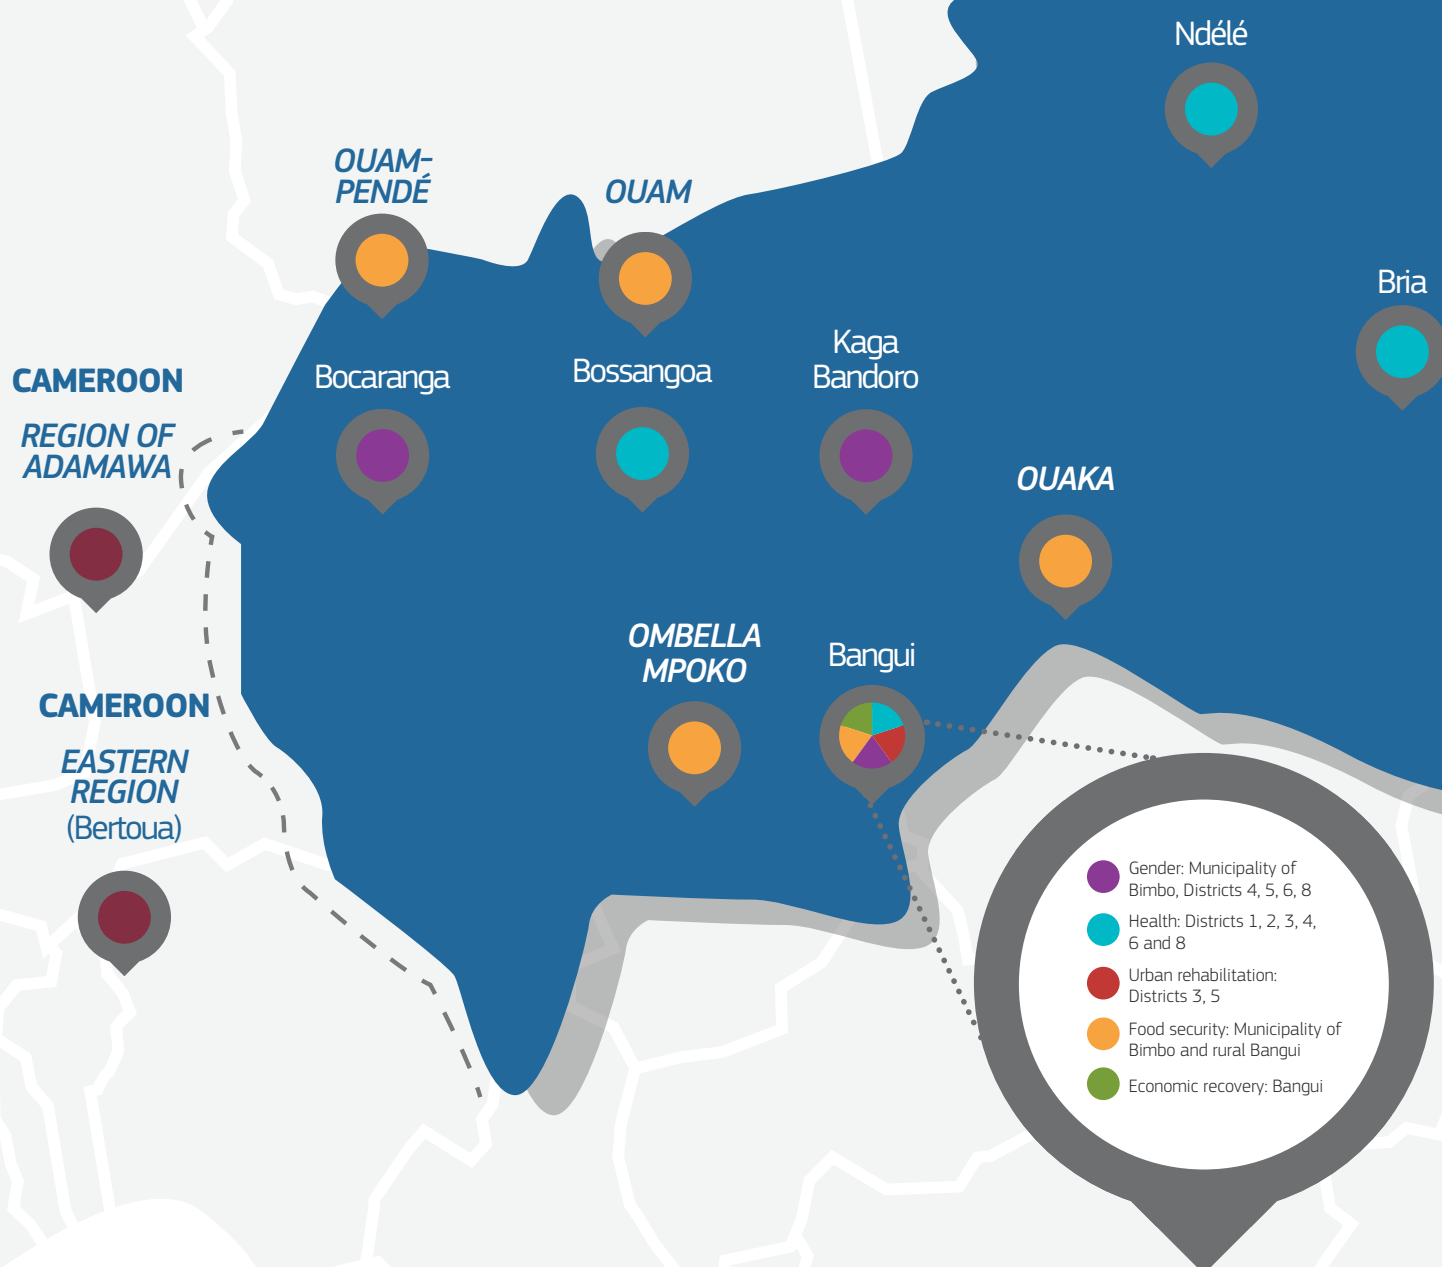 Ndélé
OUAM-
PENDÉ
OUAM
Bria
Kaga
Bandoro
Bocaranga
Bossangoa
CAMEROON
REGION OF
ADAMAWA
OUAKA
OMBELLA
MPOKO
Bangui
CAMEROON
EASTERN
REGION
(Bertoua)
Gender: Municipality of
Bimbo, Districts 4, 5, 6, 8
Health: Districts 1, 2, 3, 4,
6 and 8
Urban rehabilitation:
Districts 3, 5
Food security: Municipality of
Bimbo and rural Bangui
Economic recovery: Bangui